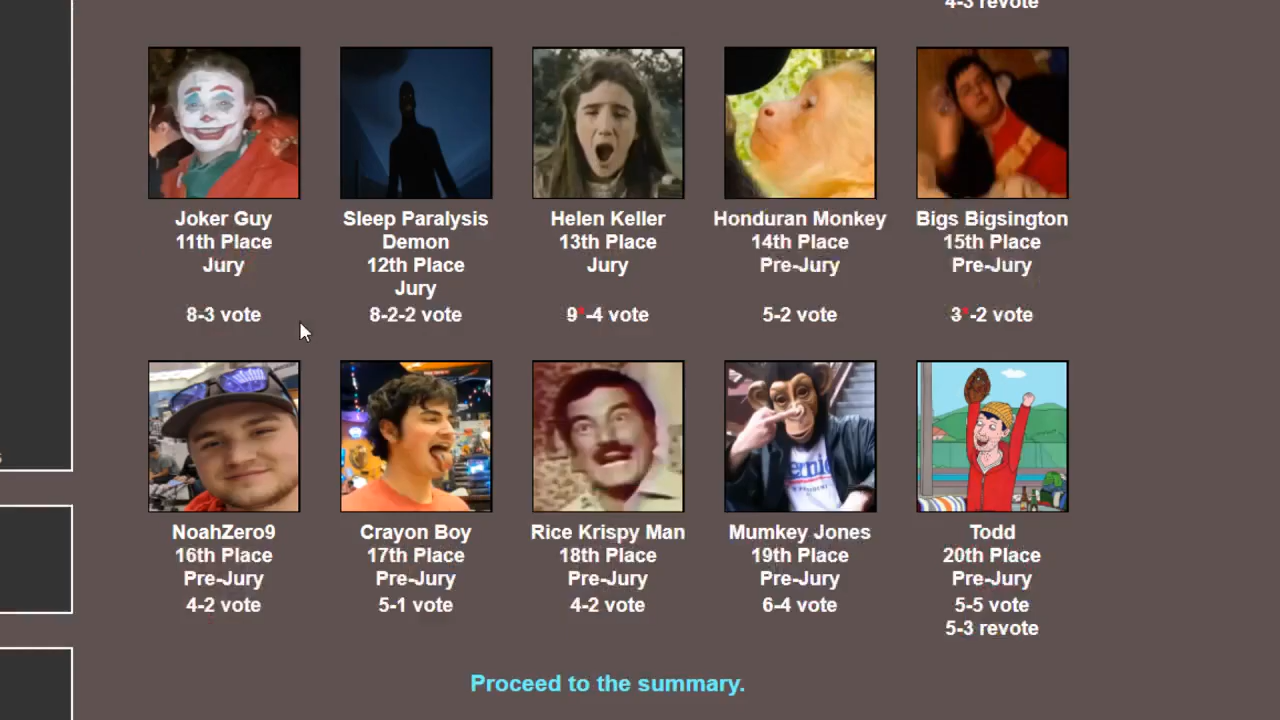 4-3 revote
Joker Guy
11th Place
Jury
8-3 vote
Sleep Paralysis
Demon
12th Place
Jury
8-2-2 vote
Helen Keller
13th Place
Jury
9*-4 vote
Honduran Monkey
14th Place
Pre-Jury
5-2 vote
Bigs Bigsington
15th Place
Pre-Jury
3*-2 vote
NoahZero9
16th Place
Pre-Jury
4-2 vote
Crayon Boy
17th Place
Pre-Jury
5-1 vote
Rice Krispy Man
18th Place
Pre-Jury
4-2 vote
Mumkey Jones
19th Place
Pre-Jury
6-4 vote
Todd
20th Place
Pre-Jury
5-5 vote
5-3 revote
Proceed to the summary.